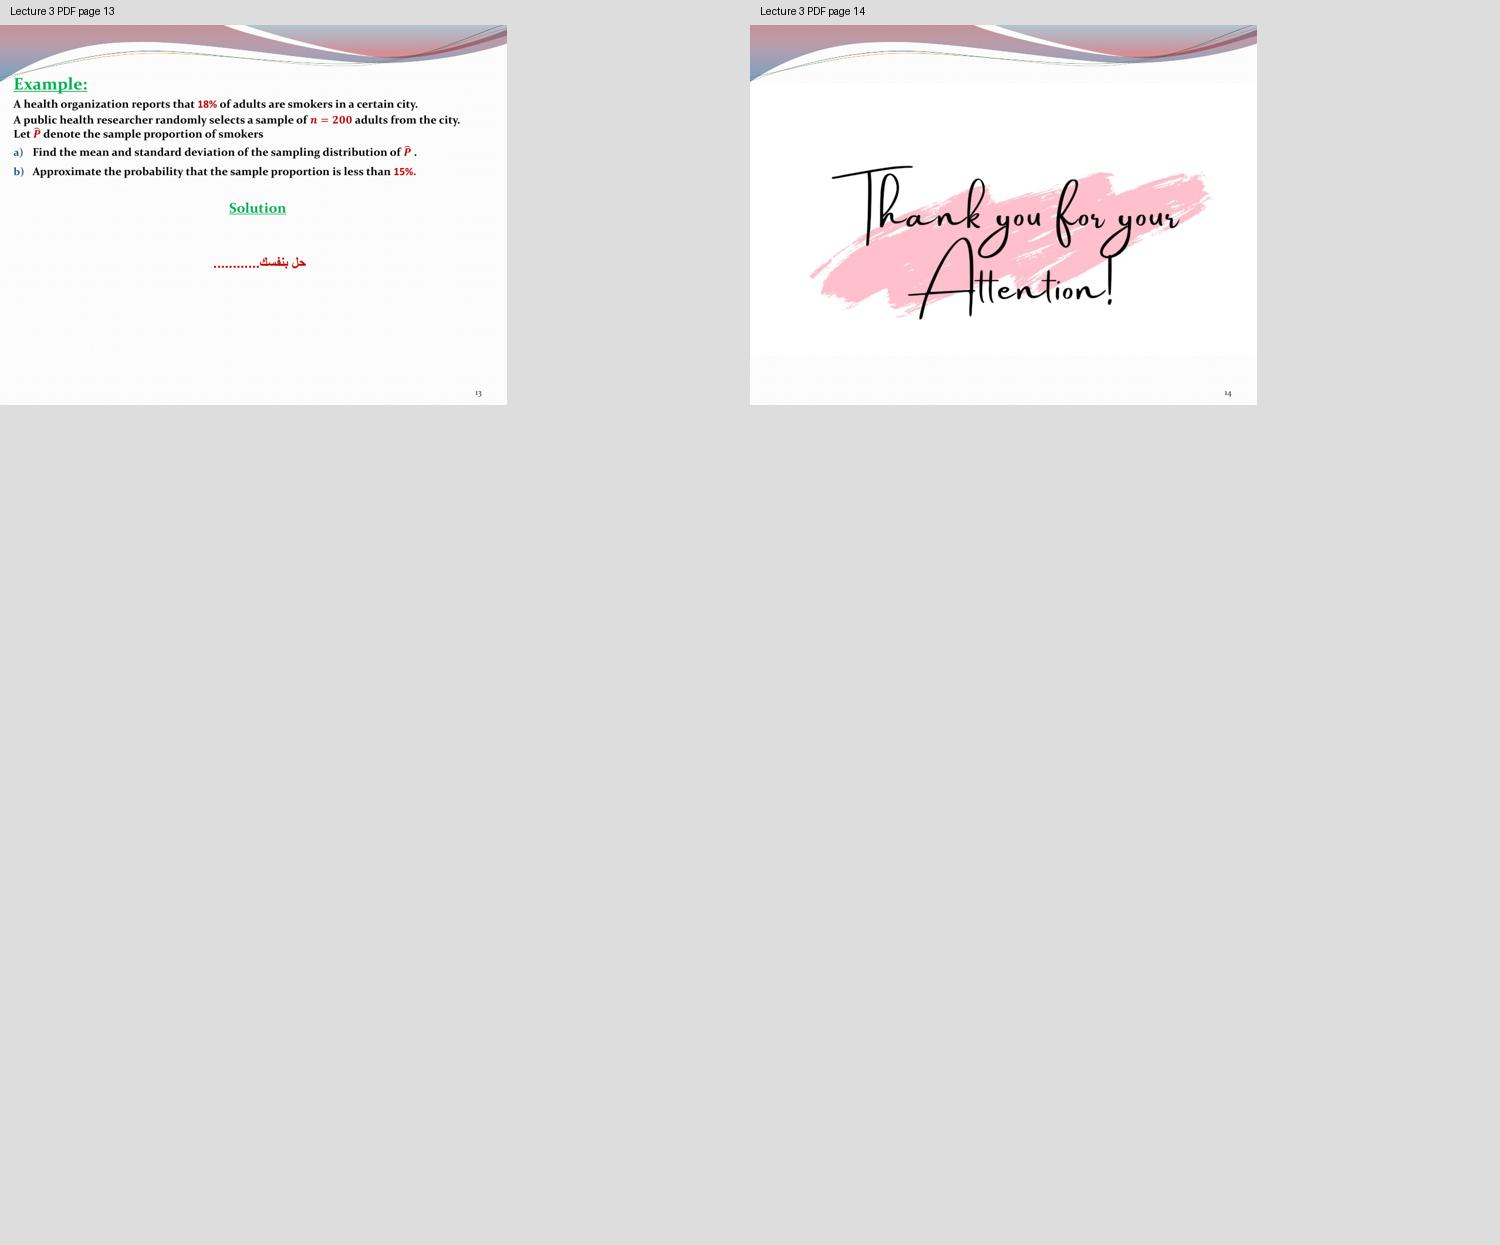 Lecture 3 PDF page 13
Example:
A health organization reports that 18% of adults are smokers in a certain city.
A public health researcher randomly selects a sample of n = 200 adults from the city.
Let P̂ denote the sample proportion of smokers
a) Find the mean and standard deviation of the sampling distribution of P̂ .
b) Approximate the probability that the sample proportion is less than 15%.
Solution
حل بنفسك............
13
Lecture 3 PDF page 14
Thank you for your
Attention!
14